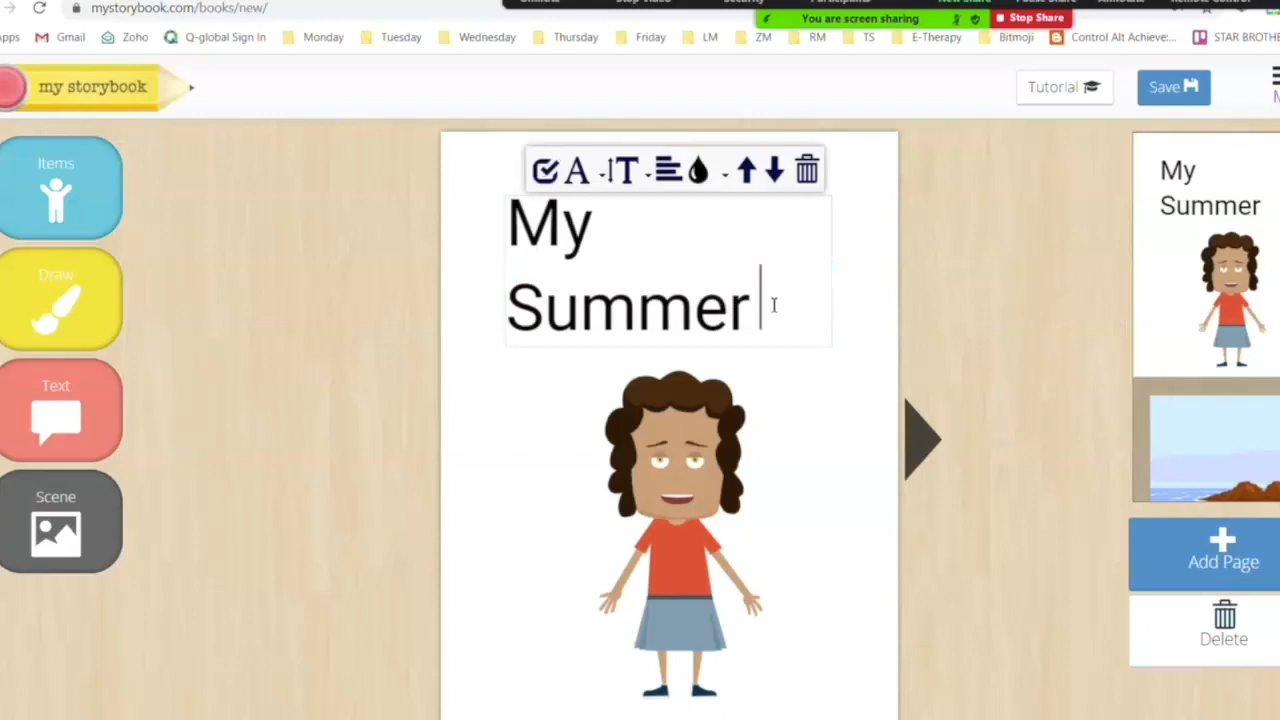 mystorybook.com/books/new/
You are screen sharing
Stop Share
Gmail
Zoho
Q-global Sign In
Monday
Tuesday
Wednesday
Thursday
Friday
LM
ZM
RM
TS
E-Therapy
Bitmoji
Control Alt Achieve:...
STAR BROTHE
my storybook
Tutorial
Save
Items
Draw
Text
Scene
My
Summer
My
Summer
Add Page
Delete